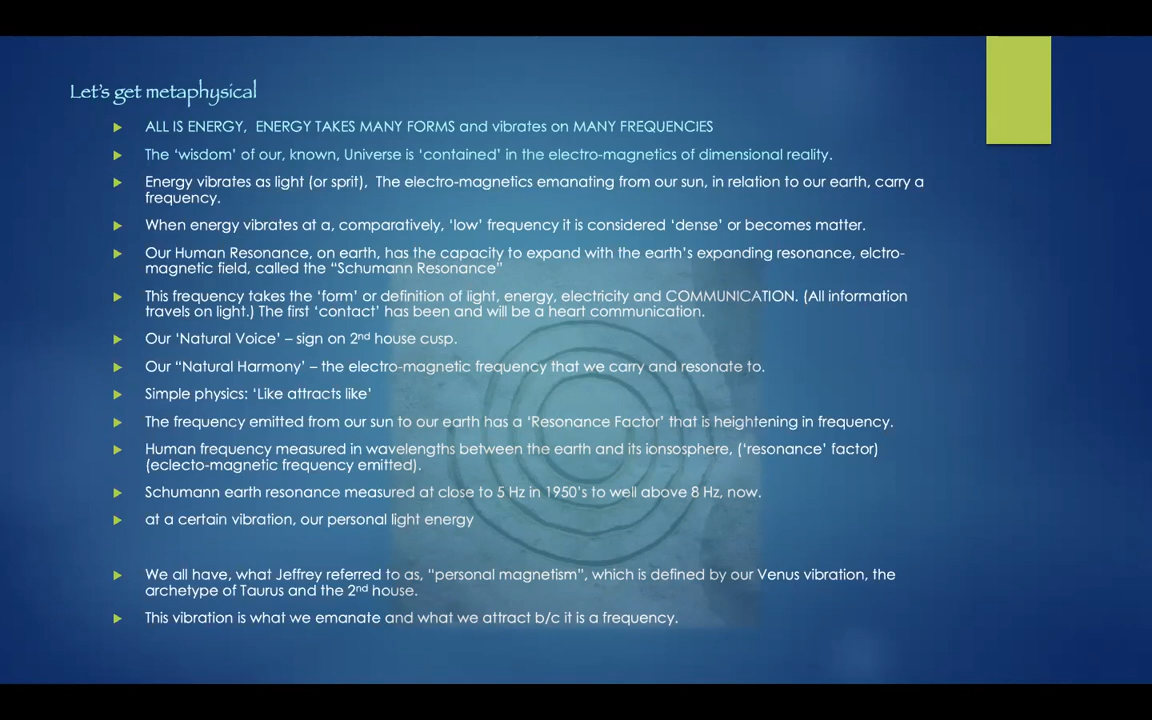 Let's get metaphysical
ALL IS ENERGY, ENERGY TAKES MANY FORMS and vibrates on MANY FREQUENCIES
The 'wisdom' of our, known, Universe is 'contained' in the electro-magnetics of dimensional reality.
Energy vibrates as light (or sprit), The electro-magnetics emanating from our sun, in relation to our earth, carry a
frequency.
When energy vibrates at a, comparatively, 'low' frequency it is considered 'dense' or becomes matter.
Our Human Resonance, on earth, has the capacity to expand with the earth's expanding resonance, elctro-
magnetic field, called the "Schumann Resonance"
This frequency takes the 'form' or definition of light, energy, electricity and COMMUNICATION. (All information
travels on light.) The first 'contact' has been and will be a heart communication.
Our 'Natural Voice' – sign on 2nd house cusp.
Our "Natural Harmony' – the electro-magnetic frequency that we carry and resonate to.
Simple physics: 'Like attracts like'
The frequency emitted from our sun to our earth has a 'Resonance Factor' that is heightening in frequency.
Human frequency measured in wavelengths between the earth and its ionsosphere, ('resonance' factor)
(eclecto-magnetic frequency emitted).
Schumann earth resonance measured at close to 5 Hz in 1950's to well above 8 Hz, now.
at a certain vibration, our personal light energy
We all have, what Jeffrey referred to as, "personal magnetism", which is defined by our Venus vibration, the
archetype of Taurus and the 2nd house.
This vibration is what we emanate and what we attract b/c it is a frequency.